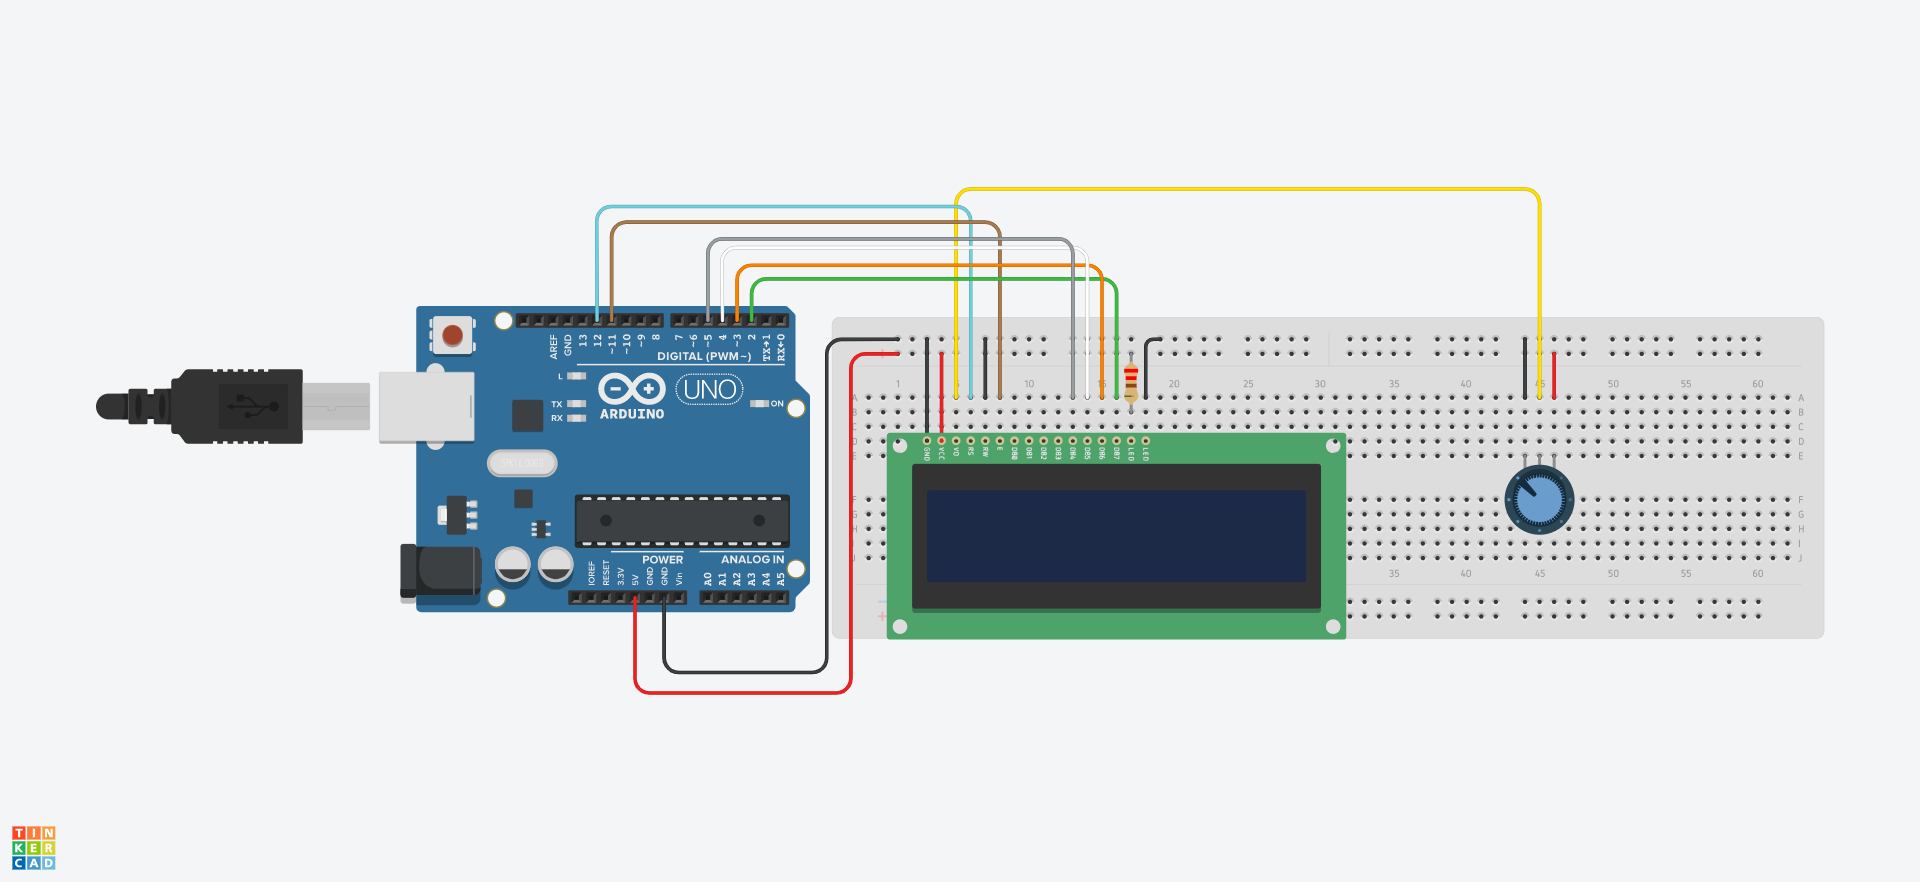 AREF
GND
13
12
~11
~10
~9
8
7
~6
~5
4
~3
2
TX→1
RX←0
DIGITAL (PWM~)
L
TX
RX
ARDUINO
UNO
ON
POWER
ANALOG IN
IOREF
RESET
3.3V
5V
GND
GND
Vin
A0
A1
A2
A3
A4
A5
1
10
15
20
25
30
35
40
45
50
55
60
A
B
C
D
E
A
B
C
D
E
GND
VCC
VO
RS
RW
E
DB0
DB1
DB2
DB3
DB4
DB5
DB6
DB7
LED
LED
F
G
H
I
J
35
40
45
50
55
60
TIN
KER
CAD